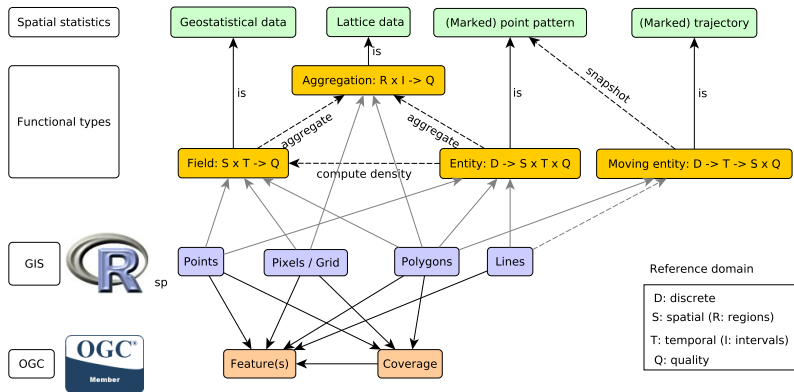 Spatial statistics
Geostatistical data
Lattice data
(Marked) point pattern
(Marked) trajectory
is
Aggregation: R x I -> Q
snapshot
Functional types
is
is
is
aggregate
aggregate
Field: S x T -> Q
Entity: D -> S x T x Q
Moving entity: D -> T -> S x Q
compute density
GIS
R
sp
Points
Pixels / Grid
Polygons
Lines
Reference domain
D: discrete
S: spatial (R: regions)
T: temporal (I: intervals)
Q: quality
OGC
OGC®
Member
Feature(s)
Coverage